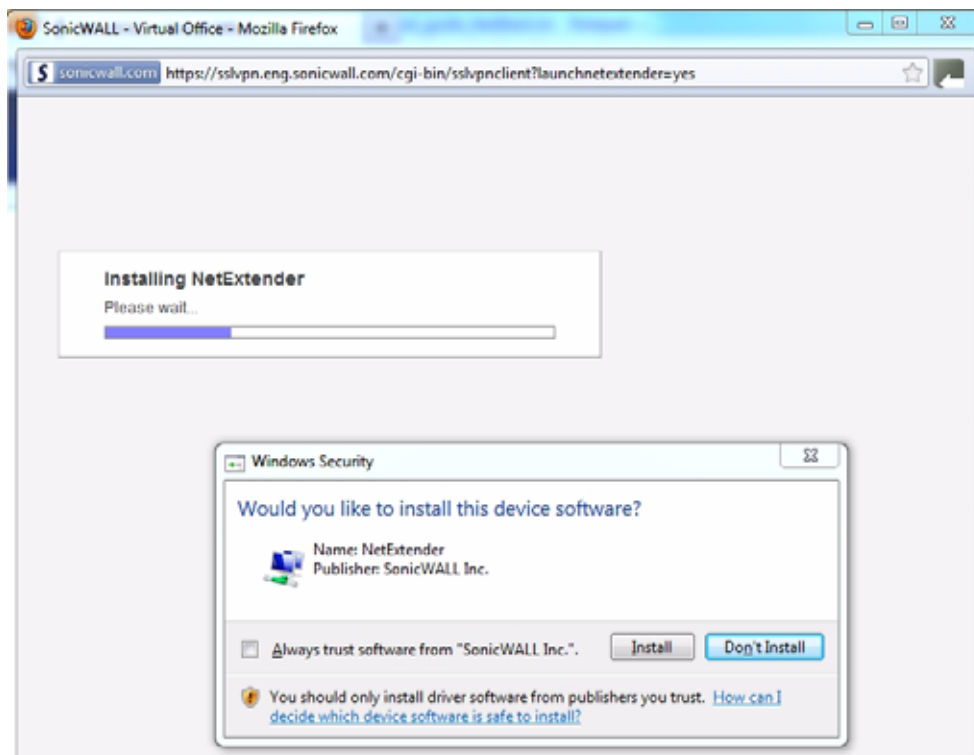 SonicWALL - Virtual Office - Mozilla Firefox
S sonicwall.com https://sslvpn.eng.sonicwall.com/cgi-bin/sslvpnclient?launchnetextender=yes
Installing NetExtender
Please wait...
Windows Security
Would you like to install this device software?
Name: NetExtender
Publisher: SonicWALL Inc.
Always trust software from "SonicWALL Inc.".
Install
Don't Install
You should only install driver software from publishers you trust. How can I
decide which device software is safe to install?